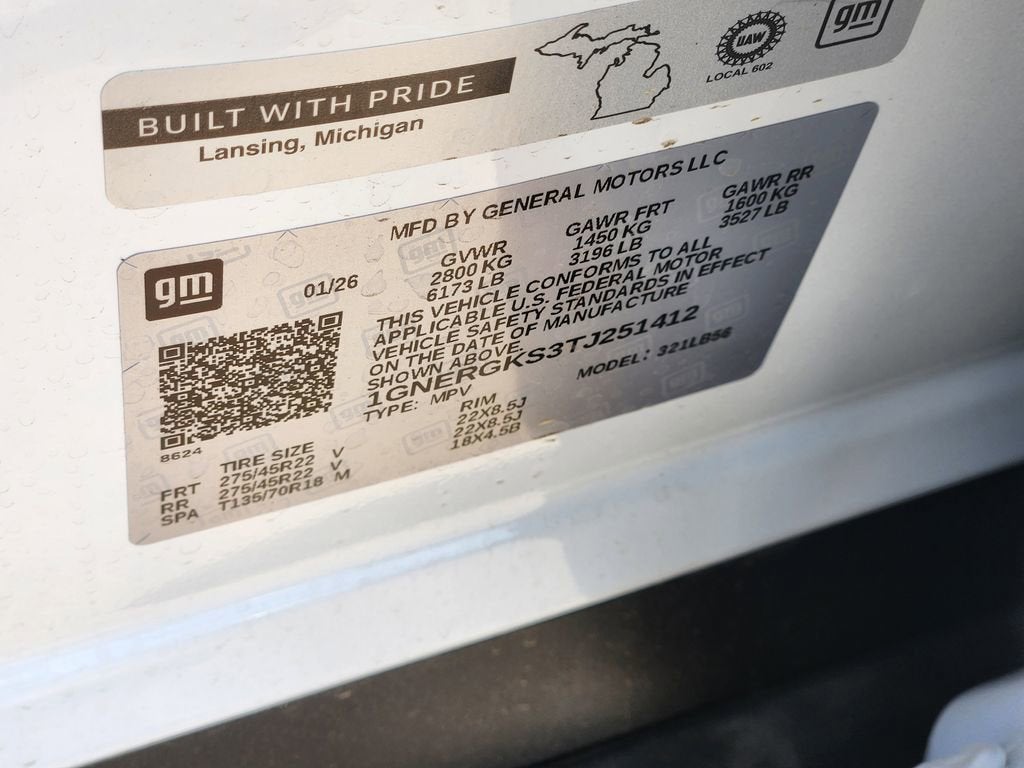 BUILT WITH PRIDE
Lansing, Michigan
UAW
LOCAL 602
gm
MFD BY GENERAL MOTORS LLC
gm
01/26
GVWR
2800 KG
6173 LB
GAWR FRT
1450 KG
3196 LB
GAWR RR
1600 KG
3527 LB
THIS VEHICLE CONFORMS TO ALL
APPLICABLE U.S. FEDERAL MOTOR
VEHICLE SAFETY STANDARDS IN EFFECT
ON THE DATE OF MANUFACTURE
SHOWN ABOVE.
1GNERGKS3TJ251412
TYPE: MPV
MODEL: 321LB56
8624
TIRE SIZE RIM
FRT 275/45R22 V 22X8.5J
RR 275/45R22 V 22X8.5J
SPA T135/70R18 M 18X4.5B